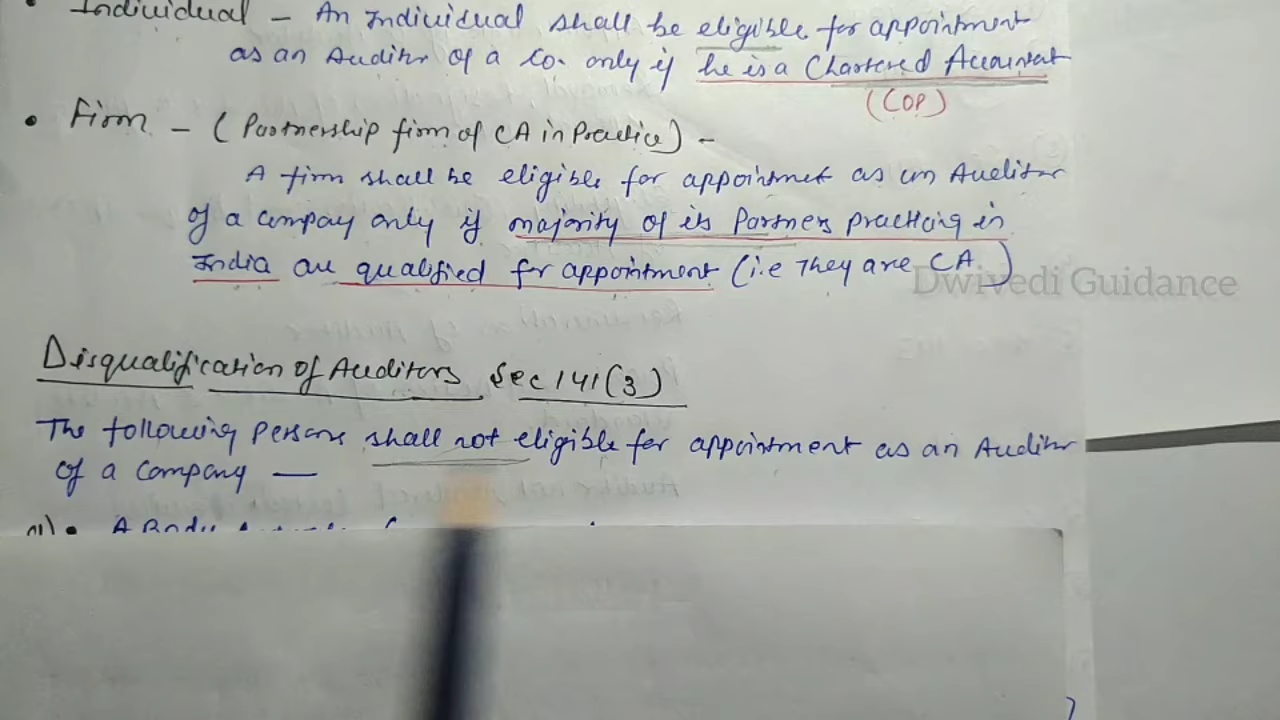 • Individual – An Individual shall be eligible for appointment
as an Auditor of a Co. only if he is a Chartered Accountant
(COP)
• Firm – (Partnership firm of CA in Practice) –
A firm shall be eligible for appointment as an Auditor
of a company only if majority of its Partners practicing in
India are qualified for appointment (i.e They are CA)
Dwivedi Guidance
Disqualification of Auditors Sec 141(3)
The following Persons shall not eligible for appointment as an Auditor
of a Company —
• A Body